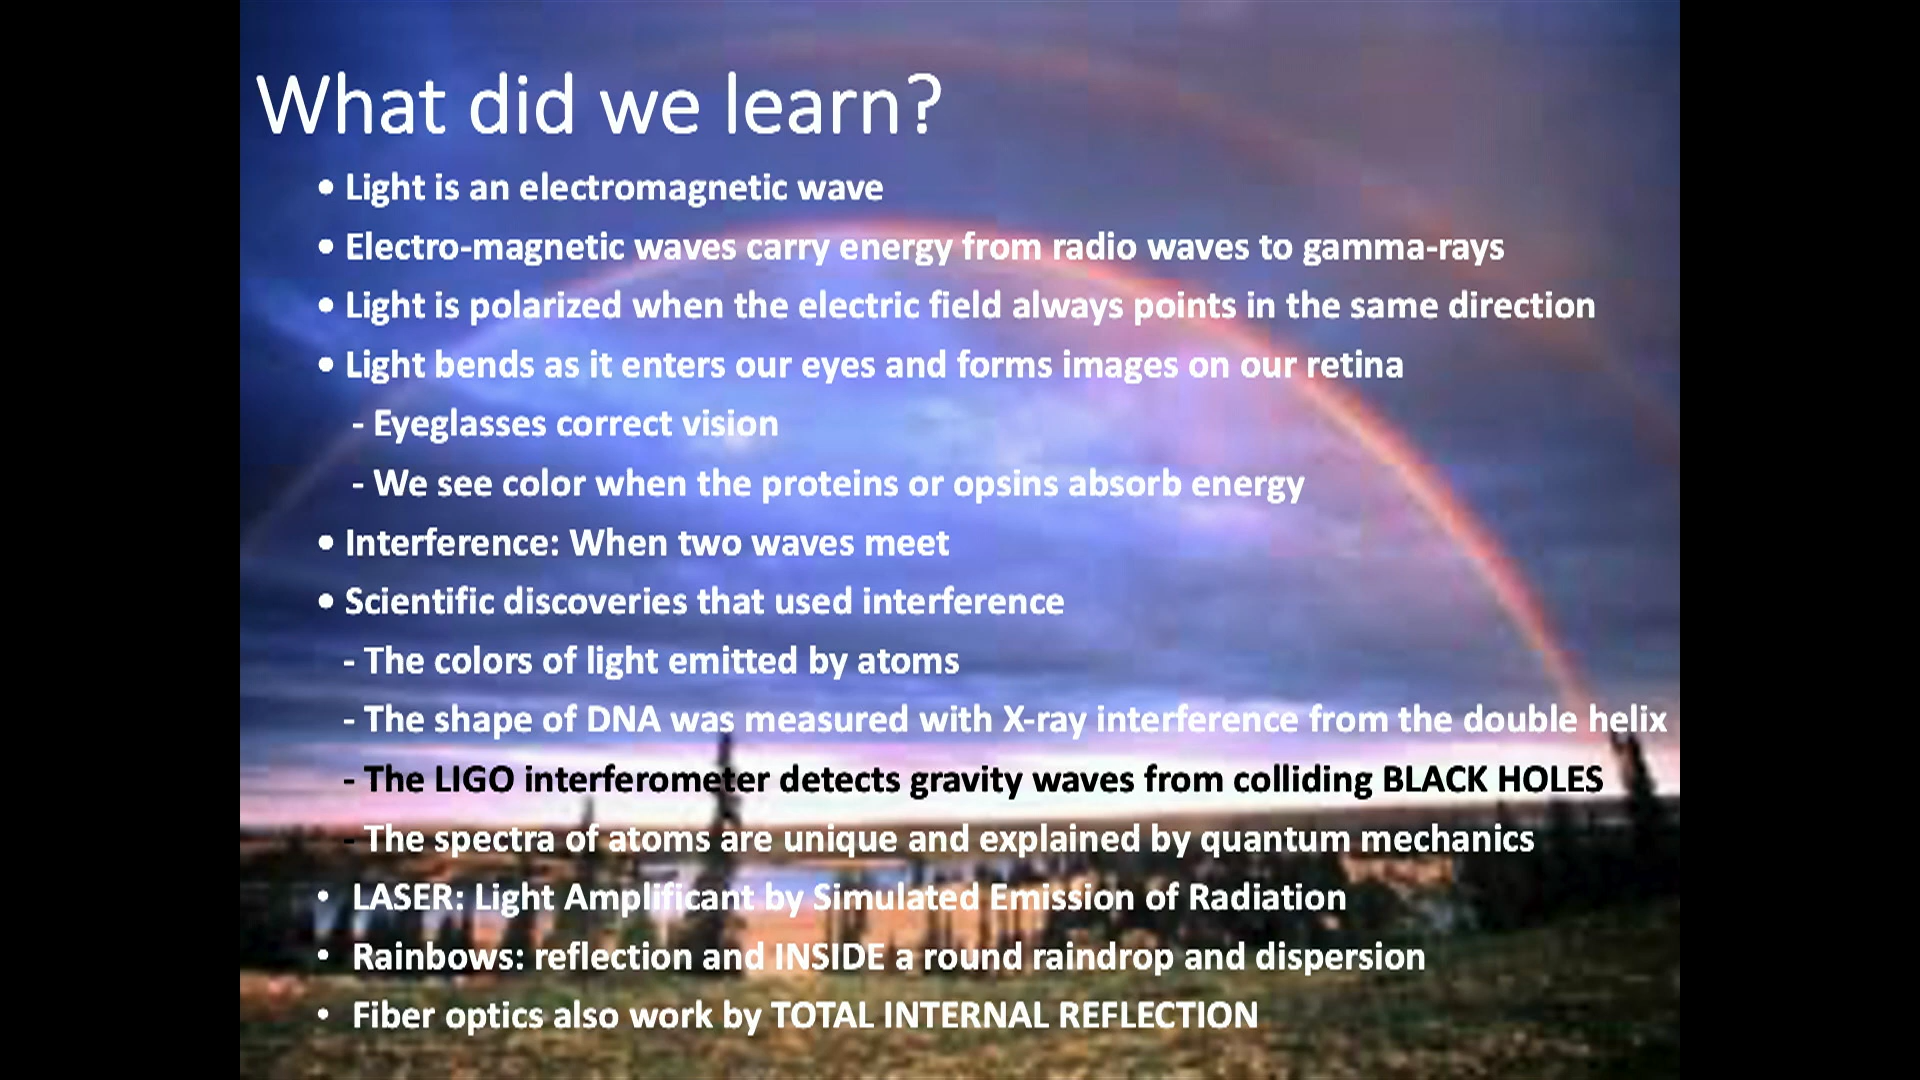 What did we learn?
• Light is an electromagnetic wave
• Electro-magnetic waves carry energy from radio waves to gamma-rays
• Light is polarized when the electric field always points in the same direction
• Light bends as it enters our eyes and forms images on our retina
- Eyeglasses correct vision
- We see color when the proteins or opsins absorb energy
• Interference: When two waves meet
• Scientific discoveries that used interference
- The colors of light emitted by atoms
- The shape of DNA was measured with X-ray interference from the double helix
- The LIGO interferometer detects gravity waves from colliding BLACK HOLES
- The spectra of atoms are unique and explained by quantum mechanics
• LASER: Light Amplificant by Simulated Emission of Radiation
• Rainbows: reflection and INSIDE a round raindrop and dispersion
• Fiber optics also work by TOTAL INTERNAL REFLECTION